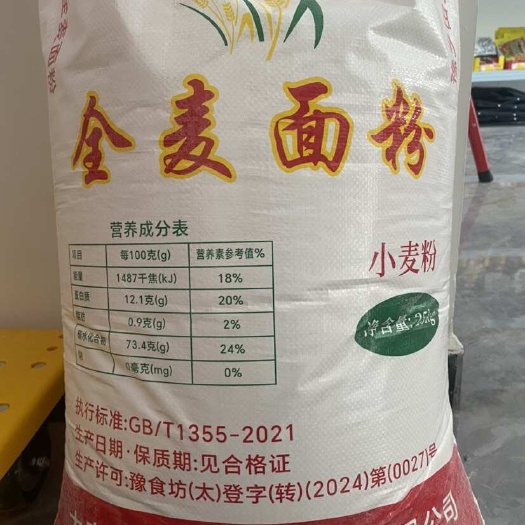 全麦面粉
营养成分表
项目 每100克(g) 营养素参考值%
能量 1487千焦(kJ) 18%
蛋白质 12.1克(g) 20%
脂肪 0.9克(g) 2%
碳水化合物 73.4克(g) 24%
钠 0毫克(mg) 0%
小麦粉
净含量:25kg
执行标准:GB/T1355-2021
生产日期·保质期:见合格证
生产许可:豫食坊(太)登字(转)(2024)第(0027)号